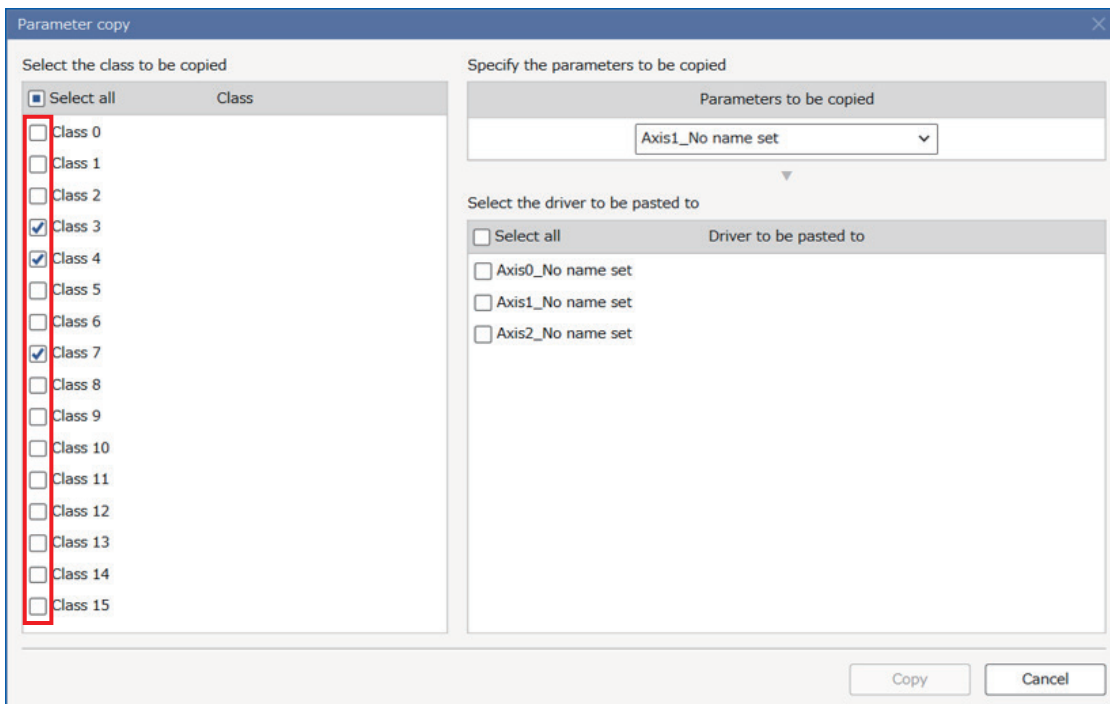 Parameter copy
Select the class to be copied
Select all Class
Class 0
Class 1
Class 2
Class 3
Class 4
Class 5
Class 6
Class 7
Class 8
Class 9
Class 10
Class 11
Class 12
Class 13
Class 14
Class 15
Specify the parameters to be copied
Parameters to be copied
Axis1_No name set
Select the driver to be pasted to
Select all Driver to be pasted to
Axis0_No name set
Axis1_No name set
Axis2_No name set
Copy Cancel